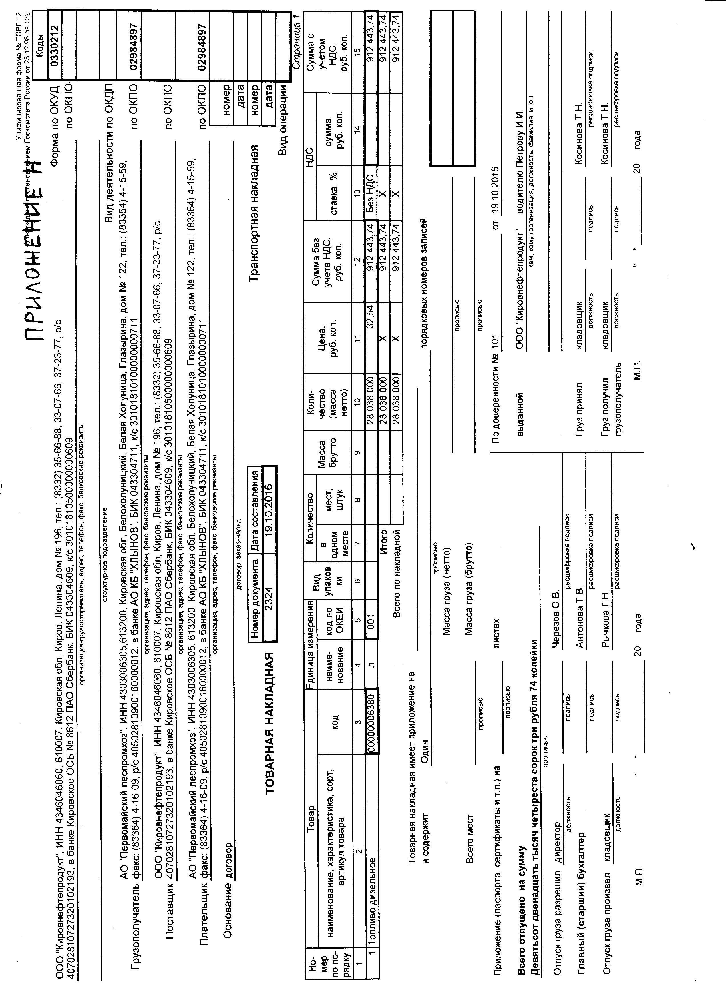 ПРИЛОЖЕНИЕ Н
Унифицированная форма № ТОРГ-12
Утверждена постановлением Госкомстата России от 25.12.98 № 132
Коды
Форма по ОКУД 0330212
ООО "Кировнефтепродукт", ИНН 4346046060, 610007, Кировская обл, Киров, Ленина, дом № 196, тел.: (8332) 35-66-88, 33-07-66, 37-23-77, р/с по ОКПО
40702810727320102193, в банке Кировское ОСБ № 8612 ПАО Сбербанк, БИК 043304609, к/с 30101810500000000609
организация-грузоотправитель, адрес, телефон, факс, банковские реквизиты
структурное подразделение
Вид деятельности по ОКДП
Грузополучатель АО "Первомайский леспромхоз", ИНН 4303006305,613200, Кировская обл, Белохолуницкий, Белая Холуница, Глазырина, дом № 122, тел.: (83364) 4-15-59, по ОКПО 02984897
факс: (83364) 4-16-09, р/с 40502810900160000012, в банке АО КБ "ХЛЫНОВ", БИК 043304711, к/с 30101810100000000711
организация, адрес, телефон, факс, банковские реквизиты
Поставщик ООО "Кировнефтепродукт", ИНН 4346046060, 610007, Кировская обл, Киров, Ленина, дом № 196, тел.: (8332) 35-66-88, 33-07-66, 37-23-77, р/с по ОКПО
40702810727320102193, в банке Кировское ОСБ № 8612 ПАО Сбербанк, БИК 043304609, к/с 30101810500000000609
организация, адрес, телефон, факс, банковские реквизиты
Плательщик АО "Первомайский леспромхоз", ИНН 4303006305, 613200, Кировская обл, Белохолуницкий, Белая Холуница, Глазырина, дом № 122, тел.: (83364) 4-15-59, по ОКПО 02984897
факс: (83364) 4-16-09, р/с 40502810900160000012, в банке АО КБ "ХЛЫНОВ", БИК 043304711, к/с 30101810100000000711
организация, адрес, телефон, факс, банковские реквизиты
Основание договор номер
договор, заказ-наряд дата
Номер документа Дата составления Транспортная накладная номер
ТОВАРНАЯ НАКЛАДНАЯ 2324 19.10.2016 дата
Вид операции
Страница 1
Но-мер по по-рядку Товар Единица измерения Вид упаков ки Количество Масса брутто Коли-чество (масса нетто) Цена, руб. коп. Сумма без учета НДС, руб. коп. НДС Сумма с учетом НДС, руб. коп.
наименование, характеристика, сорт, артикул товара код наиме-нование код по ОКЕИ в одном месте мест, штук ставка, % сумма, руб. коп.
1 2 3 4 5 6 7 8 9 10 11 12 13 14 15
1 Топливо дизельное 00000006380 л 001 28 038,000 32,54 912 443,74 Без НДС 912 443,74
Итого 28 038,000 X 912 443,74 X 912 443,74
Всего по накладной 28 038,000 X 912 443,74 X 912 443,74
Товарная накладная имеет приложение на
и содержит Один порядковых номеров записей
прописью
Масса груза (нетто)
прописью
Всего мест Масса груза (брутто)
прописью прописью
Приложение (паспорта, сертификаты и т.п.) на листах
прописью
Всего отпущено на сумму
Девятьсот двенадцать тысяч четыреста сорок три рубля 74 копейки
прописью
Отпуск груза разрешил директор Черезов О.В.
должность подпись расшифровка подписи
Главный (старший) бухгалтер Антонова Т.В.
подпись расшифровка подписи
Отпуск груза произвел кладовщик Рычкова Г.Н.
должность подпись расшифровка подписи
М.П. " " 20 года
По доверенности № 101 от 19.10.2016
выданной ООО "Кировнефтепродукт" водителю Петрову И.И.
кем, кому (организация, должность, фамилия, и. о.)
Груз принял кладовщик Косинова Т.Н.
должность подпись расшифровка подписи
Груз получил кладовщик Косинова Т.Н.
грузополучатель должность подпись расшифровка подписи
М.П. " " 20 года